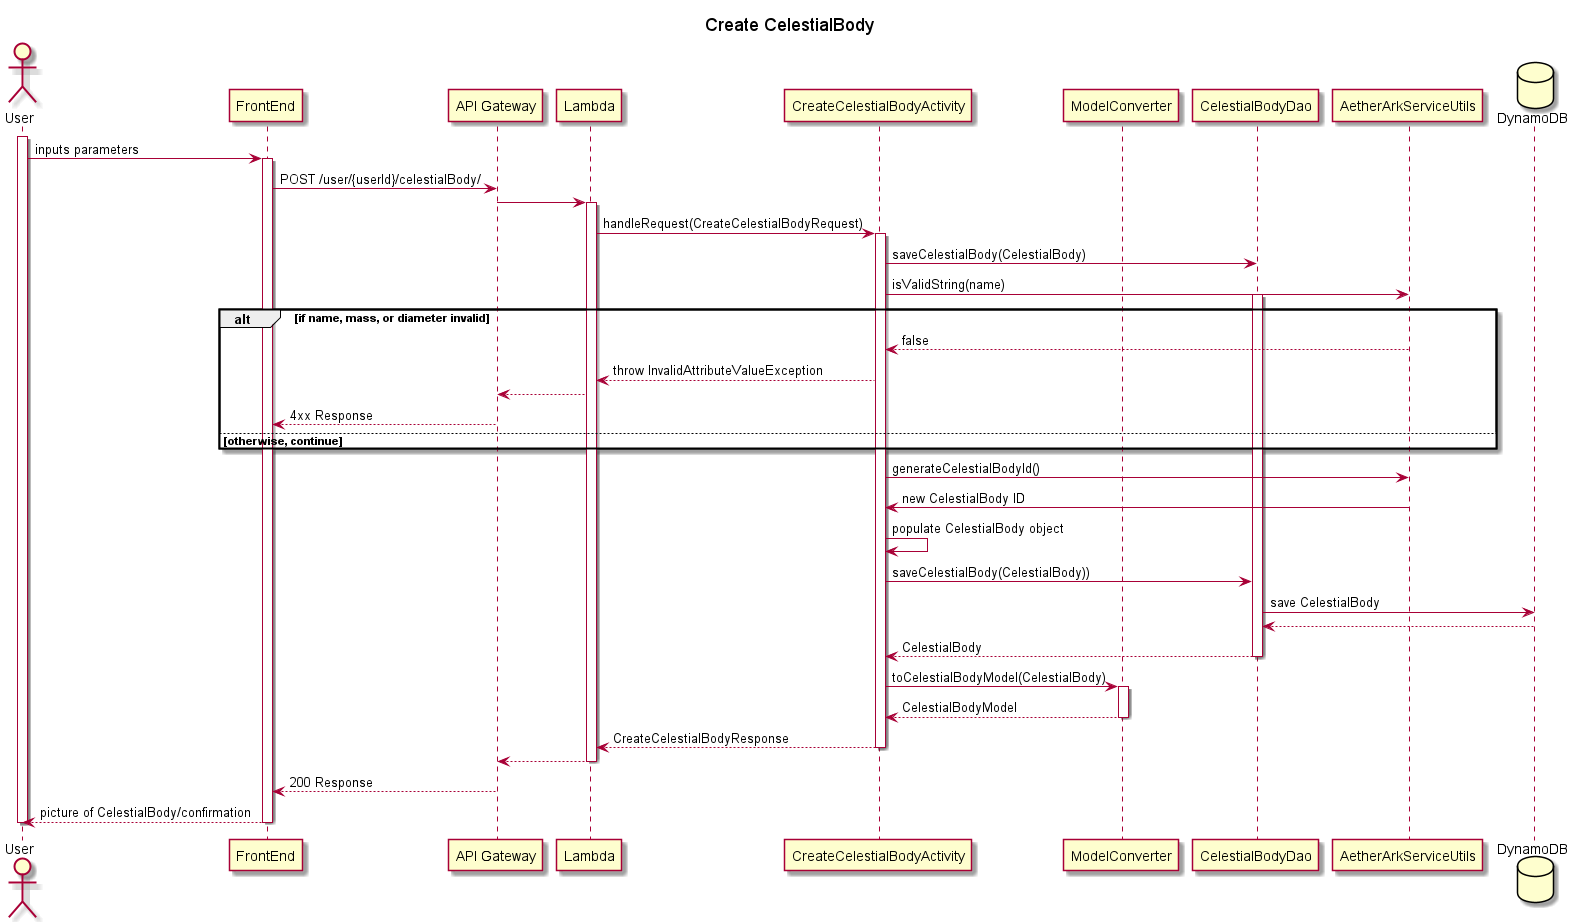 Create CelestialBody
User
FrontEnd
API Gateway
Lambda
CreateCelestialBodyActivity
ModelConverter
CelestialBodyDao
AetherArkServiceUtils
DynamoDB
inputs parameters
POST /user/{userId}/celestialBody/
handleRequest(CreateCelestialBodyRequest)
saveCelestialBody(CelestialBody)
isValidString(name)
alt
[if name, mass, or diameter invalid]
false
throw InvalidAttributeValueException
4xx Response
[otherwise, continue]
generateCelestialBodyId()
new CelestialBody ID
populate CelestialBody object
saveCelestialBody(CelestialBody))
save CelestialBody
CelestialBody
toCelestialBodyModel(CelestialBody)
CelestialBodyModel
CreateCelestialBodyResponse
200 Response
picture of CelestialBody/confirmation
User
FrontEnd
API Gateway
Lambda
CreateCelestialBodyActivity
ModelConverter
CelestialBodyDao
AetherArkServiceUtils
DynamoDB